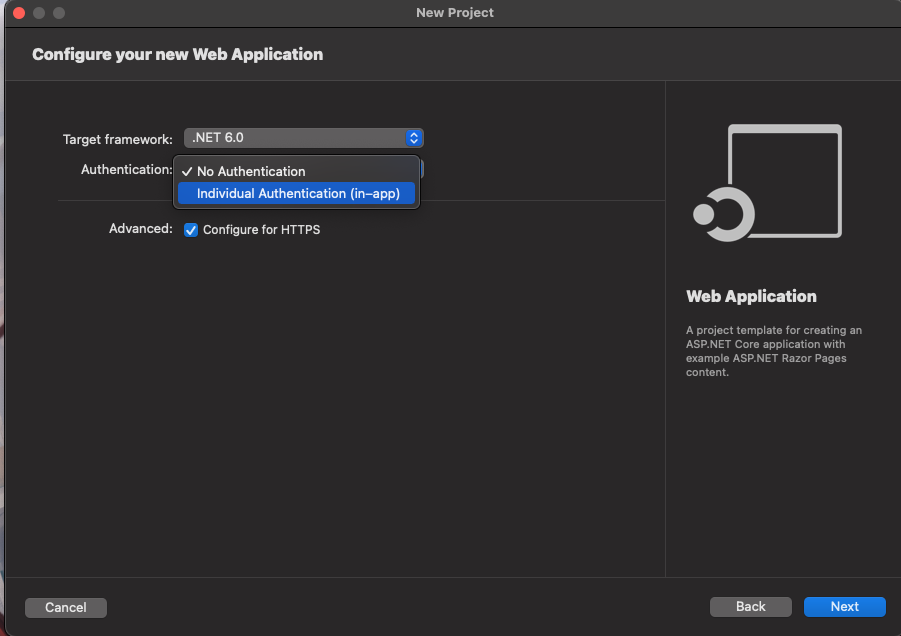 New Project
Configure your new Web Application
Target framework: .NET 6.0
Authentication: No Authentication
Individual Authentication (in-app)
Advanced: Configure for HTTPS
Web Application
A project template for creating an
ASP.NET Core application with
example ASP.NET Razor Pages
content.
Cancel
Back
Next